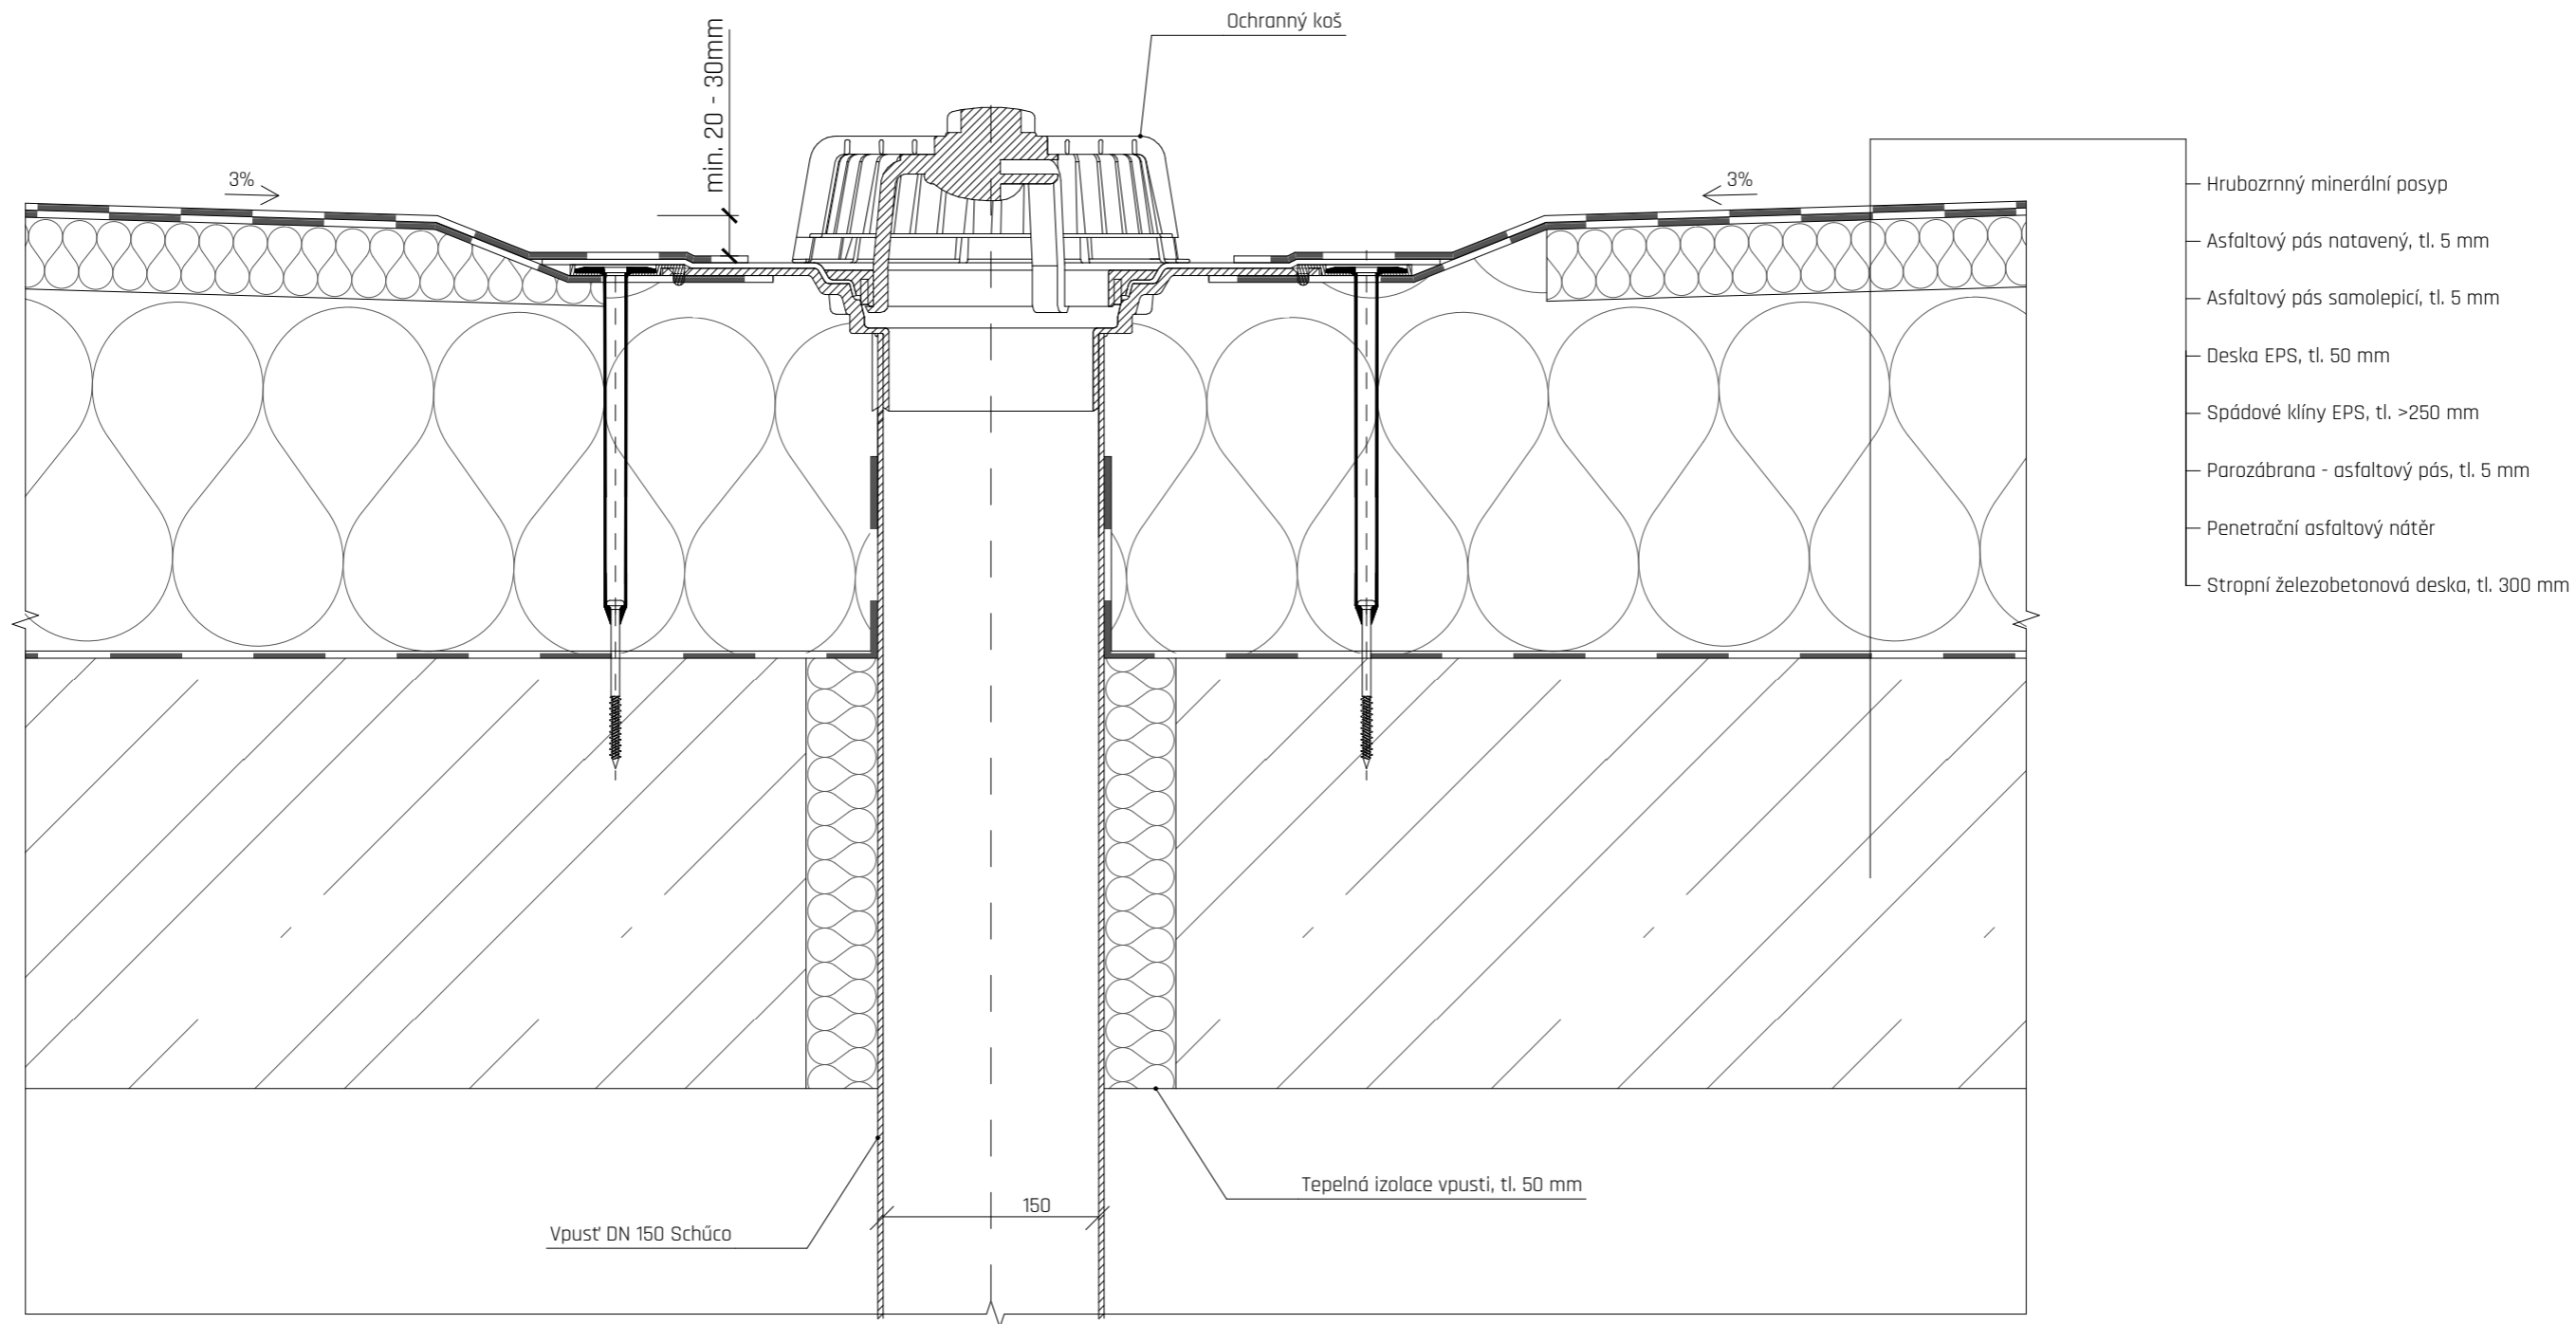 Ochranný koš
min. 20 - 30mm
3%
3%
Hrubozrnný minerální posyp
Asfaltový pás natavený, tl. 5 mm
Asfaltový pás samolepicí, tl. 5 mm
Deska EPS, tl. 50 mm
Spádové klíny EPS, tl. >250 mm
Parozábrana - asfaltový pás, tl. 5 mm
Penetrační asfaltový nátěr
Stropní železobetonová deska, tl. 300 mm
Tepelná izolace vpusti, tl. 50 mm
150
Vpusť DN 150 Schűco